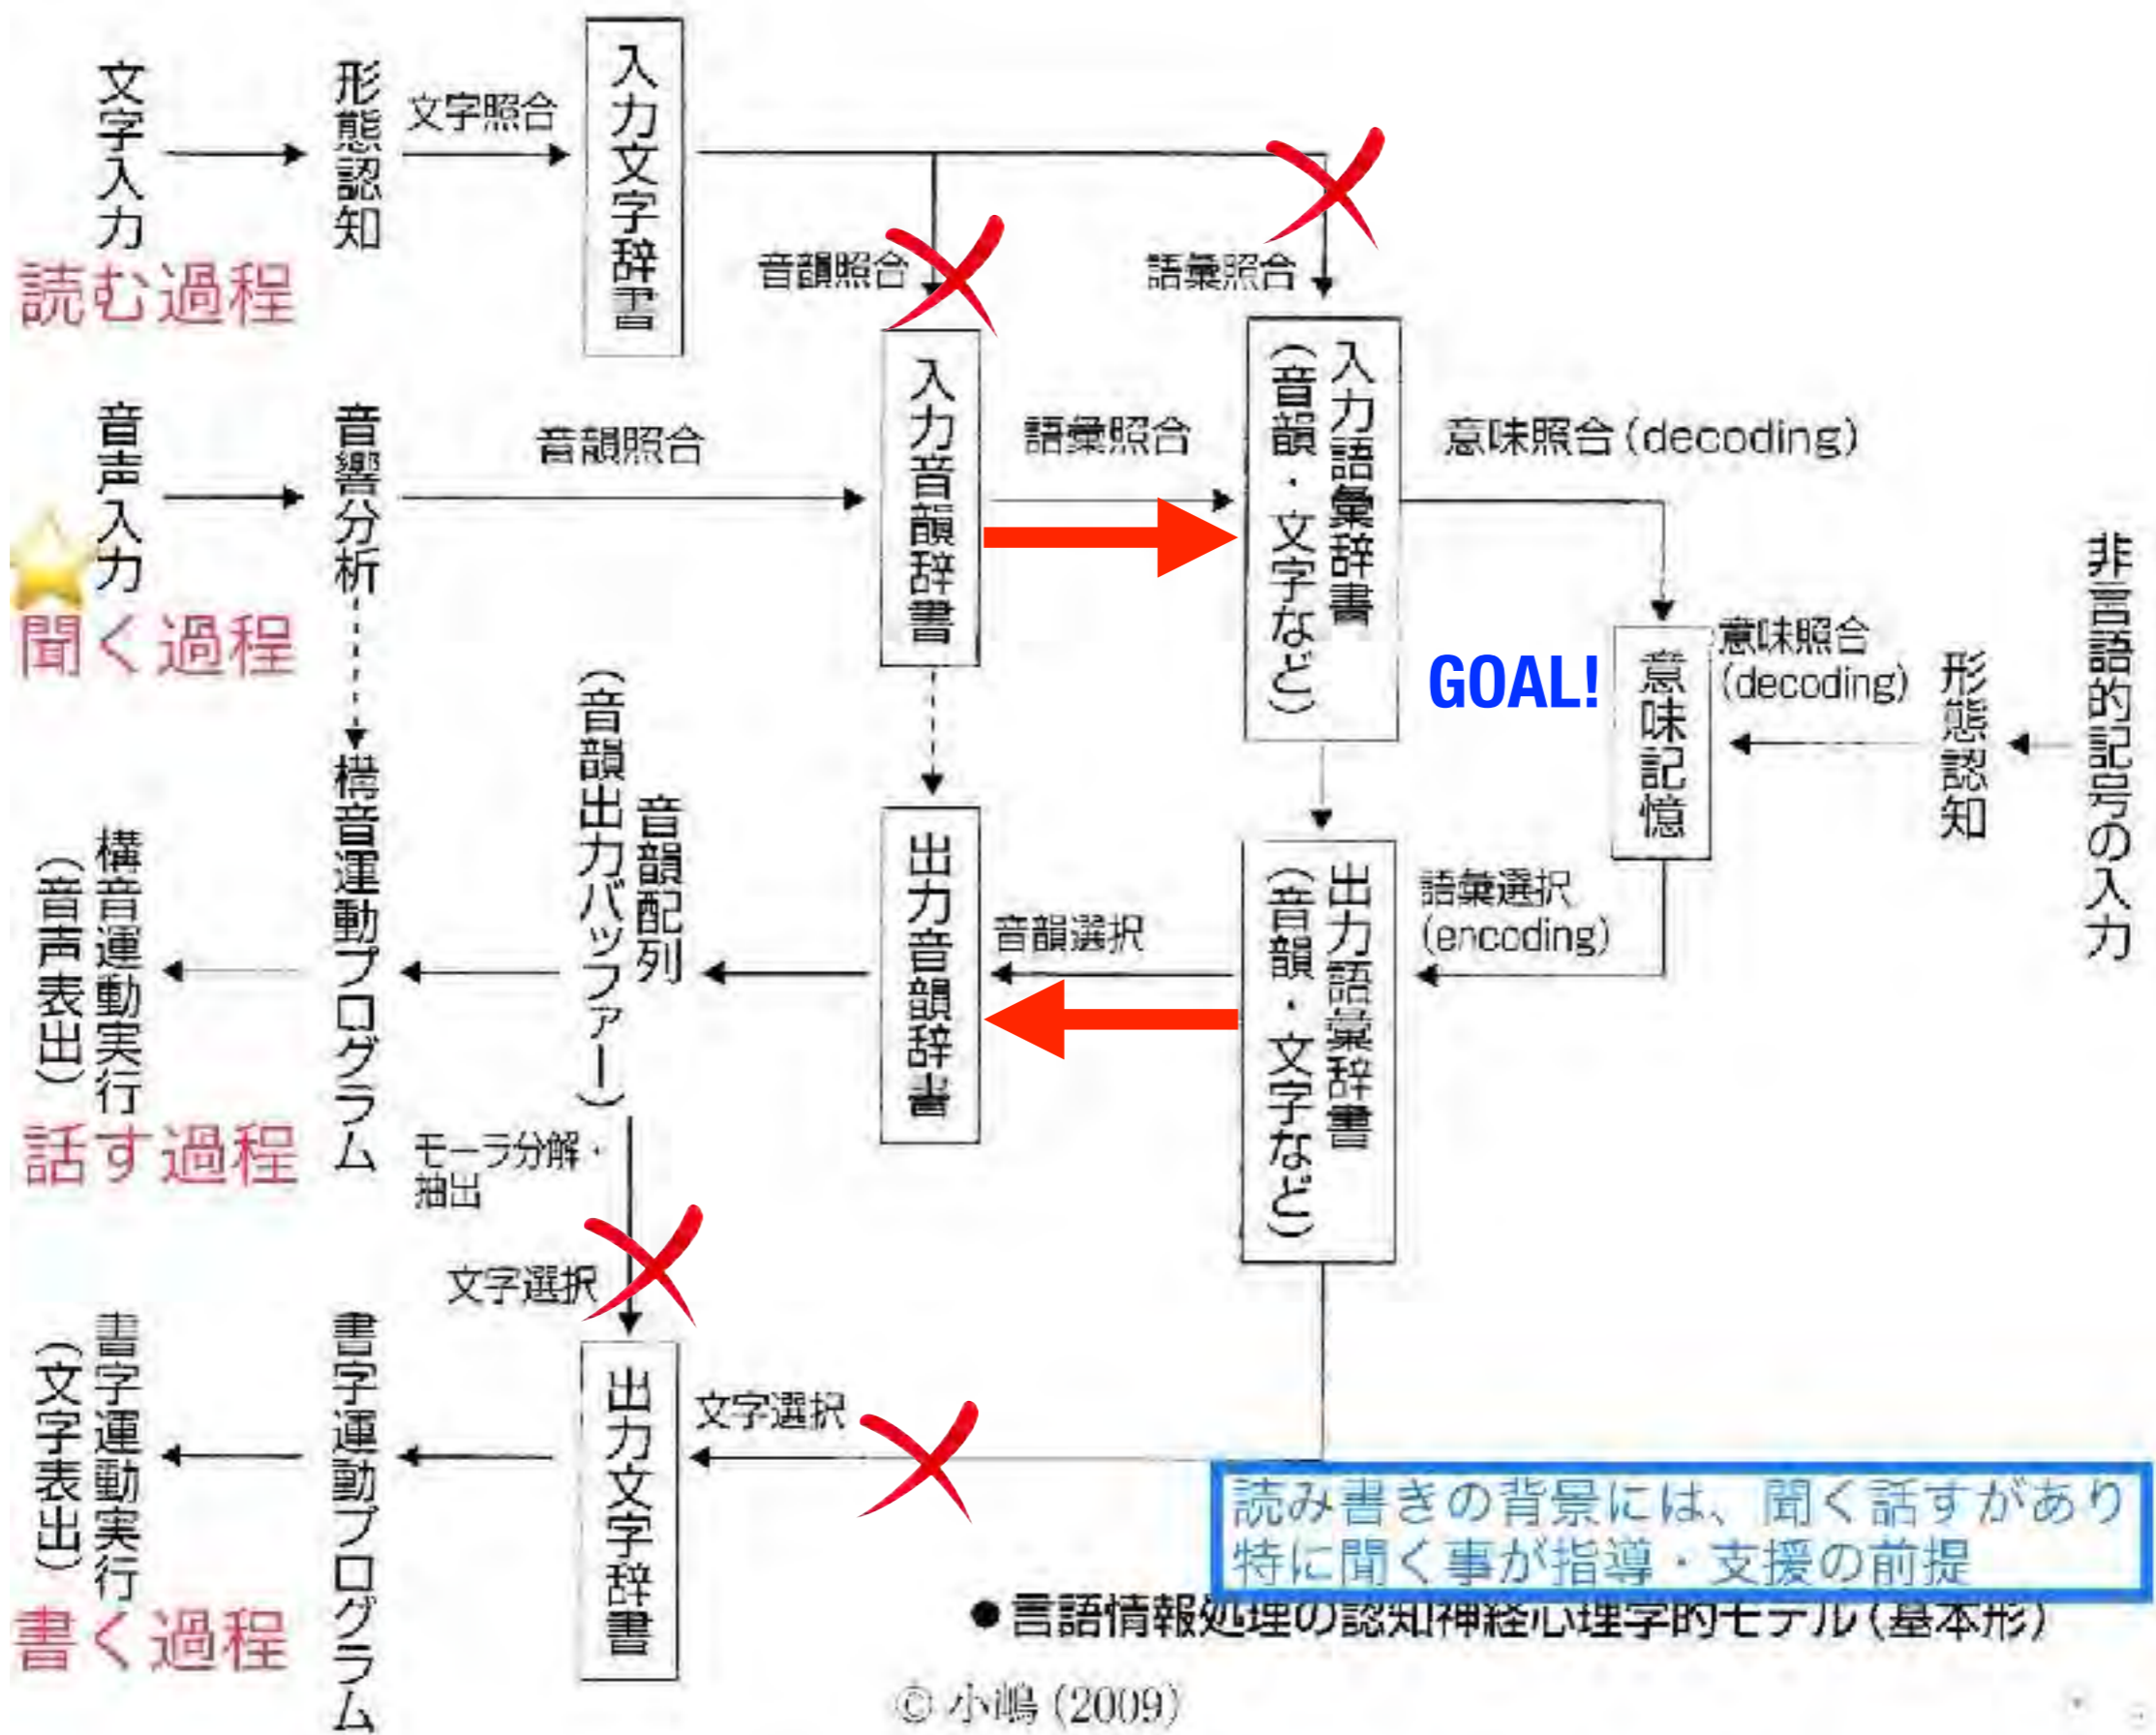 文字入力
形態認知
文字照合
入力文字辞書
音韻照合
語彙照合
読む過程
音声入力
音響分析
音韻照合
入力音韻辞書
語彙照合
入力語彙辞書
(音韻・文字など)
意味照合(decoding)
聞く過程
GOAL!
意味記憶
意味照合
(decoding)
形態認知
非言語的記号の入力
構音運動実行
(音声表出)
構音運動プログラム
音韻配列
(音韻出力バッファー)
出力音韻辞書
音韻選択
出力語彙辞書
(音韻・文字など)
語彙選択
(encoding)
話す過程
モーラ分解・
抽出
文字選択
書字運動実行
(文字表出)
書字運動プログラム
出力文字辞書
文字選択
書く過程
読み書きの背景には、聞く話すがあり
特に聞く事が指導・支援の前提
●言語情報処理の認知神経心理学的モデル(基本形)
© 小嶋 (2009)